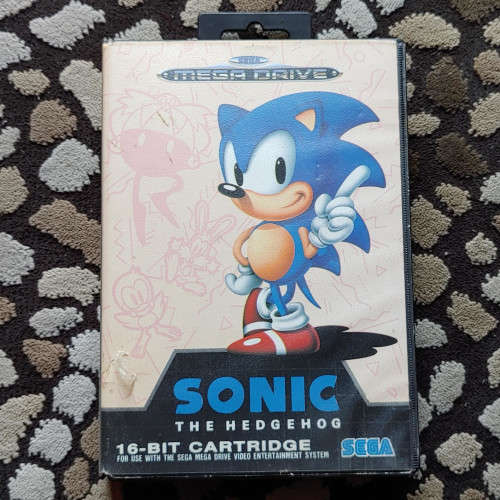 SEGA
MEGA DRIVE
SONIC
THE HEDGEHOG
16-BIT CARTRIDGE
FOR USE WITH THE SEGA MEGA DRIVE VIDEO ENTERTAINMENT SYSTEM
SEGA